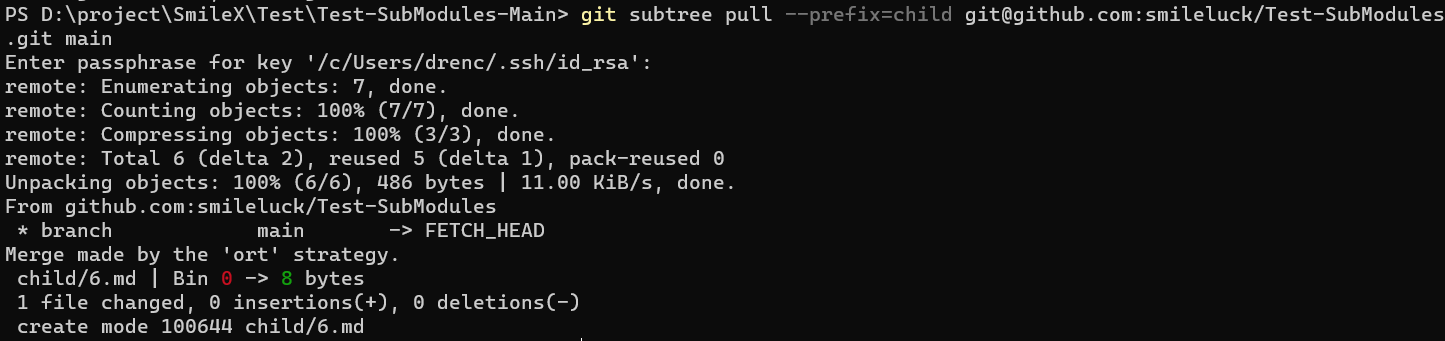 PS D:\project\SmileX\Test\Test-SubModules-Main> git subtree pull --prefix=child git@github.com:smileluck/Test-SubModules
.git main
Enter passphrase for key '/c/Users/drenc/.ssh/id_rsa':
remote: Enumerating objects: 7, done.
remote: Counting objects: 100% (7/7), done.
remote: Compressing objects: 100% (3/3), done.
remote: Total 6 (delta 2), reused 5 (delta 1), pack-reused 0
Unpacking objects: 100% (6/6), 486 bytes | 11.00 KiB/s, done.
From github.com:smileluck/Test-SubModules
 * branch            main       -> FETCH_HEAD
Merge made by the 'ort' strategy.
 child/6.md | Bin 0 -> 8 bytes
 1 file changed, 0 insertions(+), 0 deletions(-)
 create mode 100644 child/6.md